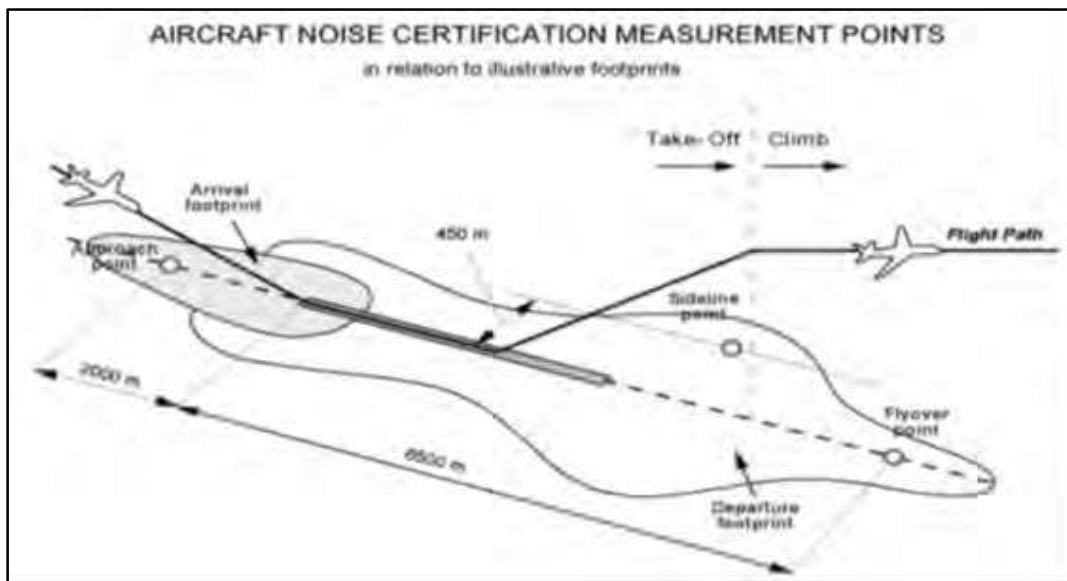 AIRCRAFT NOISE CERTIFICATION MEASUREMENT POINTS
in relation to illustrative footprints
Take-Off
Climb
Arrival
footprint
450 m
Flight Path
Approach
point
Sideline
point
2000 m
Flyover
point
6500 m
Departure
footprint